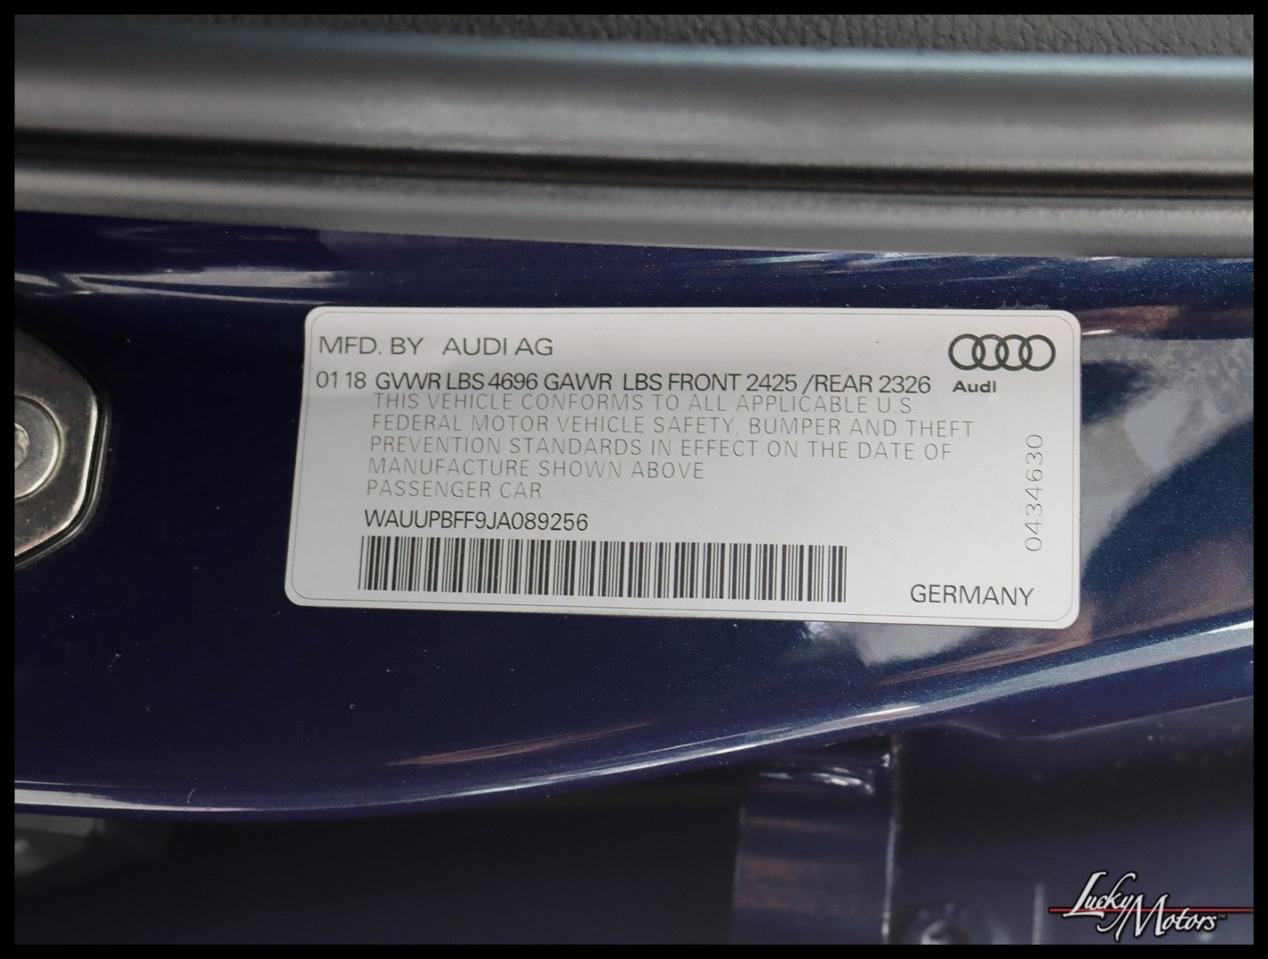 MFD. BY AUDI AG
Audi
01 18 GVWR LBS 4696 GAWR LBS FRONT 2425 /REAR 2326
THIS VEHICLE CONFORMS TO ALL APPLICABLE U.S.
FEDERAL MOTOR VEHICLE SAFETY, BUMPER AND THEFT
PREVENTION STANDARDS IN EFFECT ON THE DATE OF
MANUFACTURE SHOWN ABOVE
PASSENGER CAR
WAUUPBFF9JA089256
0434630
GERMANY
Lucky Motors™